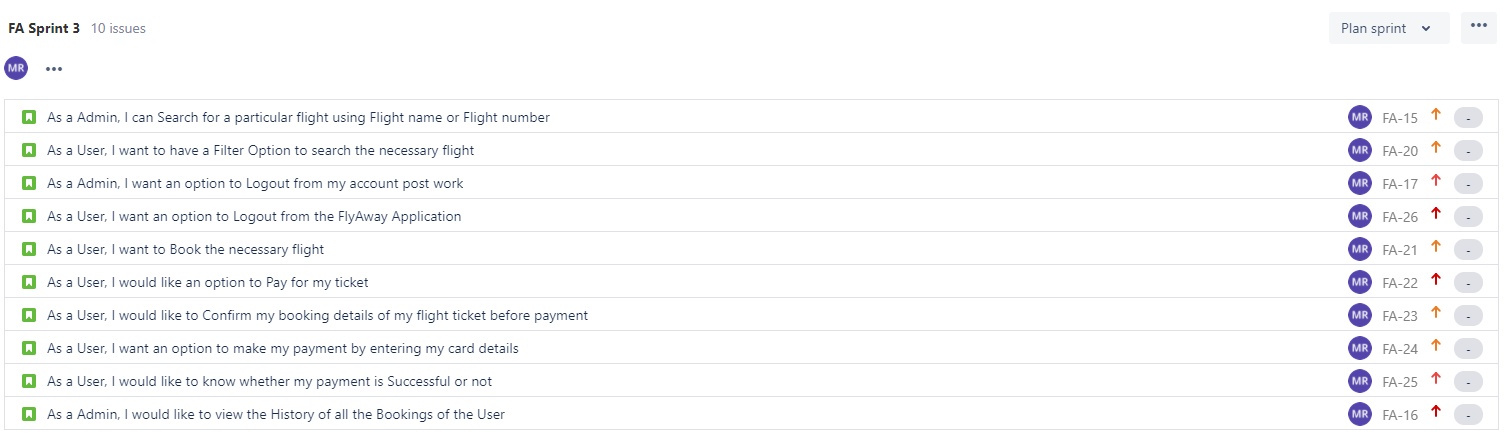 FA Sprint 3 10 issues Plan sprint •••
MR •••
As a Admin, I can Search for a particular flight using Flight name or Flight number MR FA-15 -
As a User, I want to have a Filter Option to search the necessary flight MR FA-20 -
As a Admin, I want an option to Logout from my account post work MR FA-17 -
As a User, I want an option to Logout from the FlyAway Application MR FA-26 -
As a User, I want to Book the necessary flight MR FA-21 -
As a User, I would like an option to Pay for my ticket MR FA-22 -
As a User, I would like to Confirm my booking details of my flight ticket before payment MR FA-23 -
As a User, I want an option to make my payment by entering my card details MR FA-24 -
As a User, I would like to know whether my payment is Successful or not MR FA-25 -
As a Admin, I would like to view the History of all the Bookings of the User MR FA-16 -